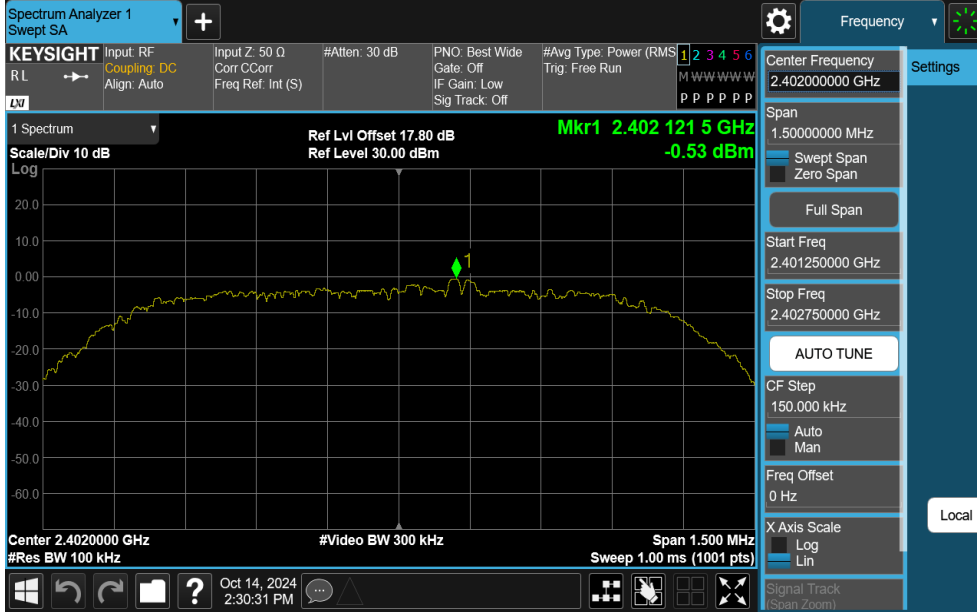 Spectrum Analyzer 1
Swept SA
+
Frequency
KEYSIGHT
R L
LXI
Input: RF
Coupling: DC
Align: Auto
Input Z: 50 Ω
Corr CCorr
Freq Ref: Int (S)
#Atten: 30 dB
PNO: Best Wide
Gate: Off
IF Gain: Low
Sig Track: Off
#Avg Type: Power (RMS
Trig: Free Run
1 2 3 4 5 6
M W W W W W
P P P P P P
1 Spectrum
Scale/Div 10 dB
Log
Ref Lvl Offset 17.80 dB
Ref Level 30.00 dBm
Mkr1 2.402 121 5 GHz
-0.53 dBm
20.0
10.0
0.00
-10.0
-20.0
-30.0
-40.0
-50.0
-60.0
1
Center 2.4020000 GHz
#Res BW 100 kHz
#Video BW 300 kHz
Span 1.500 MHz
Sweep 1.00 ms (1001 pts)
Center Frequency
2.402000000 GHz
Span
1.50000000 MHz
Swept Span
Zero Span
Full Span
Start Freq
2.401250000 GHz
Stop Freq
2.402750000 GHz
AUTO TUNE
CF Step
150.000 kHz
Auto
Man
Freq Offset
0 Hz
X Axis Scale
Log
Lin
Signal Track
(Span Zoom)
Settings
Local
?
Oct 14, 2024
2:30:31 PM